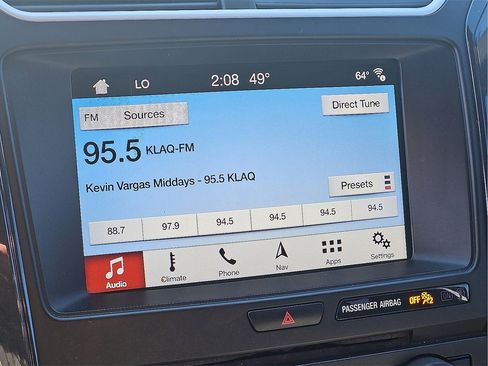 LO 2:08 49° 64°
FM Sources Direct Tune
95.5 KLAQ-FM
Kevin Vargas Middays - 95.5 KLAQ
Presets
88.7 97.9 94.5 94.5 94.5 94.5
Audio Climate Phone Nav Apps Settings
PASSENGER AIRBAG OFF ON